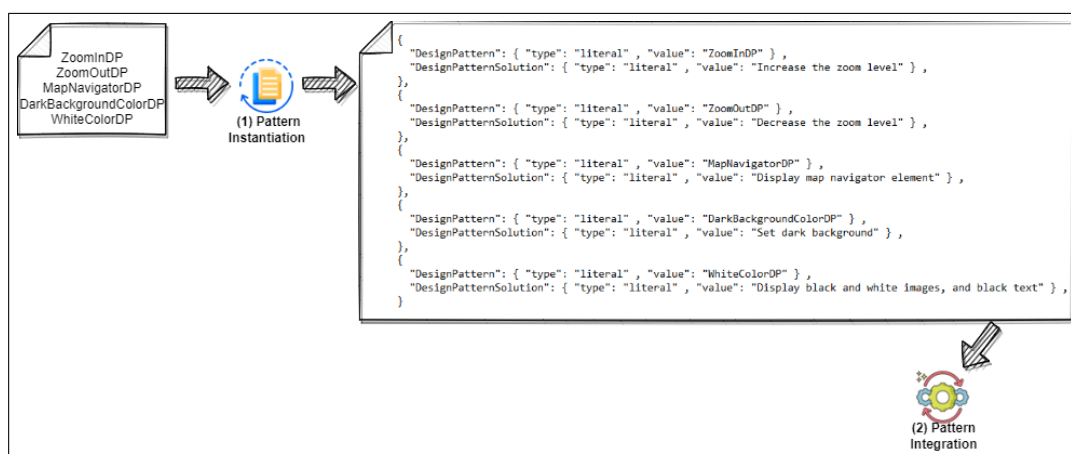 ZoomInDP
ZoomOutDP
MapNavigatorDP
DarkBackgroundColorDP
WhiteColorDP
(1) Pattern
Instantiation
{
"DesignPattern": { "type": "literal" , "value": "ZoomInDP" } ,
"DesignPatternSolution": { "type": "literal" , "value": "Increase the zoom level" } ,
},
{
"DesignPattern": { "type": "literal" , "value": "ZoomOutDP" } ,
"DesignPatternSolution": { "type": "literal" , "value": "Decrease the zoom level" } ,
},
{
"DesignPattern": { "type": "literal" , "value": "MapNavigatorDP" } ,
"DesignPatternSolution": { "type": "literal" , "value": "Display map navigator element" } ,
},
{
"DesignPattern": { "type": "literal" , "value": "DarkBackgroundColorDP" } ,
"DesignPatternSolution": { "type": "literal" , "value": "Set dark background" } ,
},
{
"DesignPattern": { "type": "literal" , "value": "WhiteColorDP" } ,
"DesignPatternSolution": { "type": "literal" , "value": "Display black and white images, and black text" } ,
}
(2) Pattern
Integration